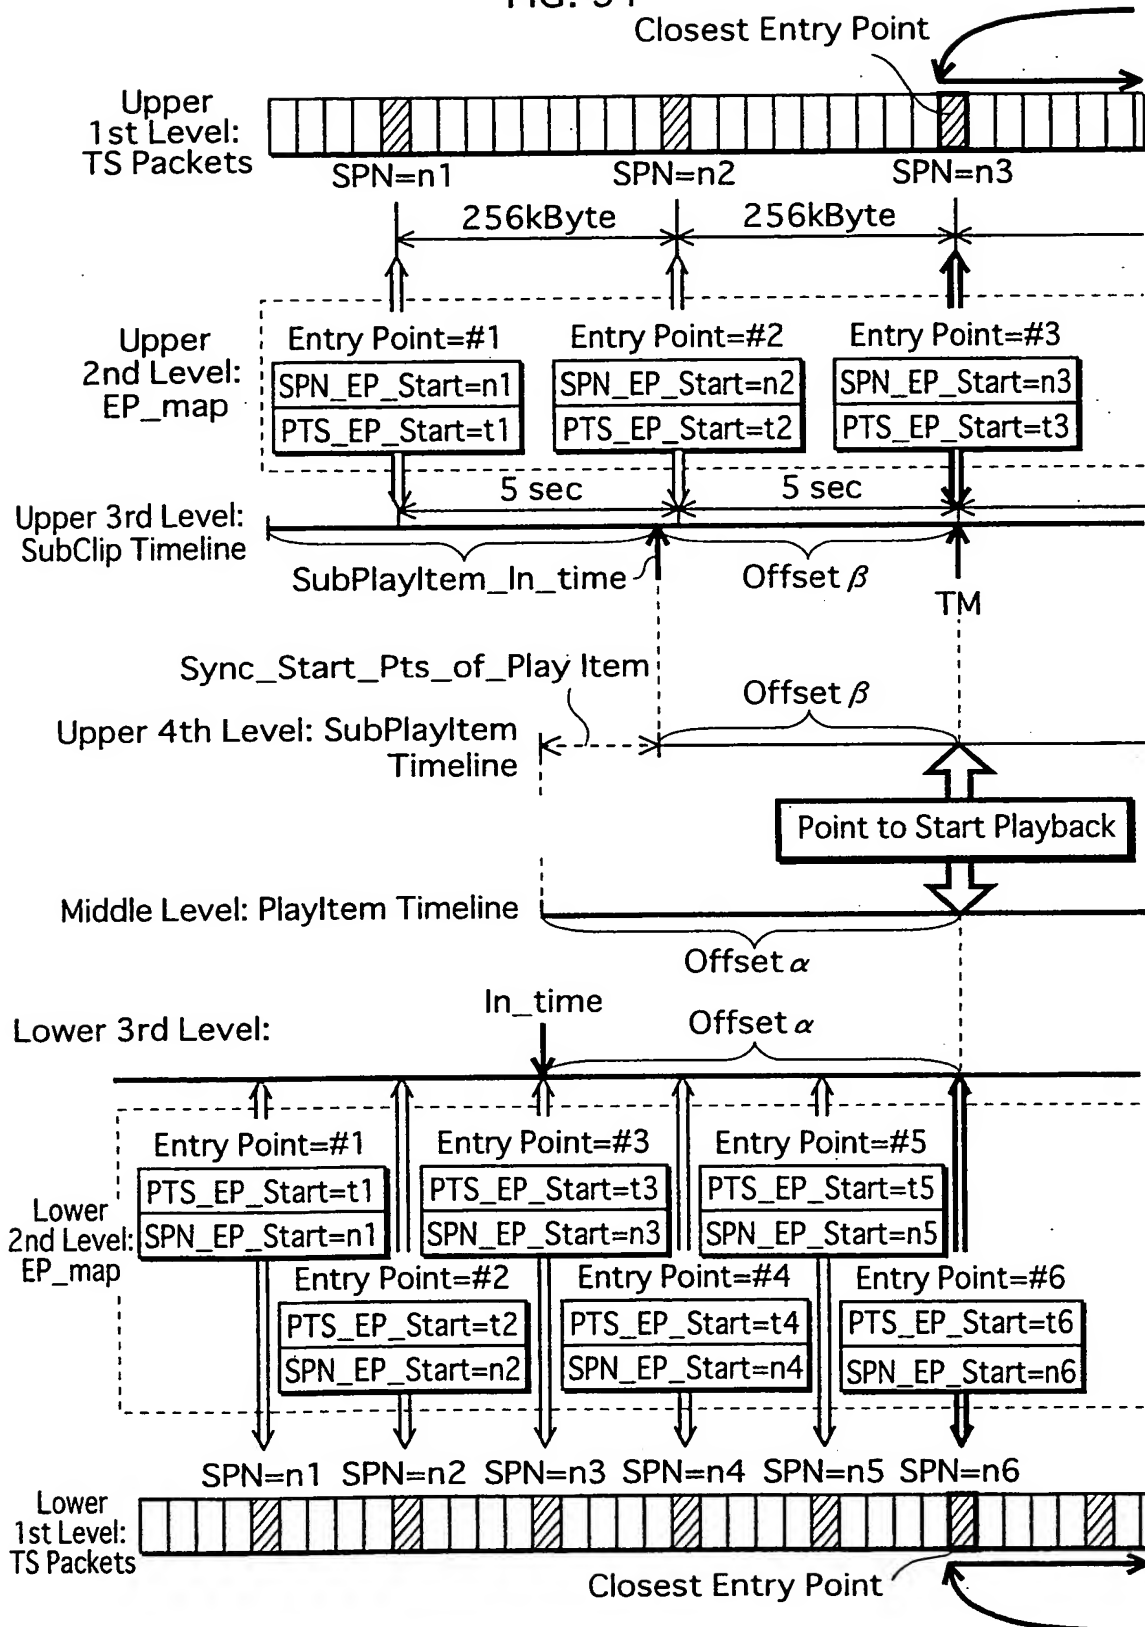 Closest Entry Point
Upper
1st Level:
TS Packets
SPN=n1 SPN=n2 SPN=n3
256kByte 256kByte
Upper
2nd Level:
EP_map
Entry Point=#1 Entry Point=#2 Entry Point=#3
SPN_EP_Start=n1 SPN_EP_Start=n2 SPN_EP_Start=n3
PTS_EP_Start=t1 PTS_EP_Start=t2 PTS_EP_Start=t3
5 sec 5 sec
Upper 3rd Level:
SubClip Timeline
SubPlayItem_In_time Offset β
TM
Sync_Start_Pts_of_Play Item
Offset β
Upper 4th Level: SubPlayItem
Timeline
Point to Start Playback
Middle Level: PlayItem Timeline
Offset α
In_time
Lower 3rd Level:
Offset α
Entry Point=#1 Entry Point=#3 Entry Point=#5
PTS_EP_Start=t1 PTS_EP_Start=t3 PTS_EP_Start=t5
SPN_EP_Start=n1 SPN_EP_Start=n3 SPN_EP_Start=n5
Lower
2nd Level:
EP_map
Entry Point=#2 Entry Point=#4 Entry Point=#6
PTS_EP_Start=t2 PTS_EP_Start=t4 PTS_EP_Start=t6
SPN_EP_Start=n2 SPN_EP_Start=n4 SPN_EP_Start=n6
SPN=n1 SPN=n2 SPN=n3 SPN=n4 SPN=n5 SPN=n6
Lower
1st Level:
TS Packets
Closest Entry Point